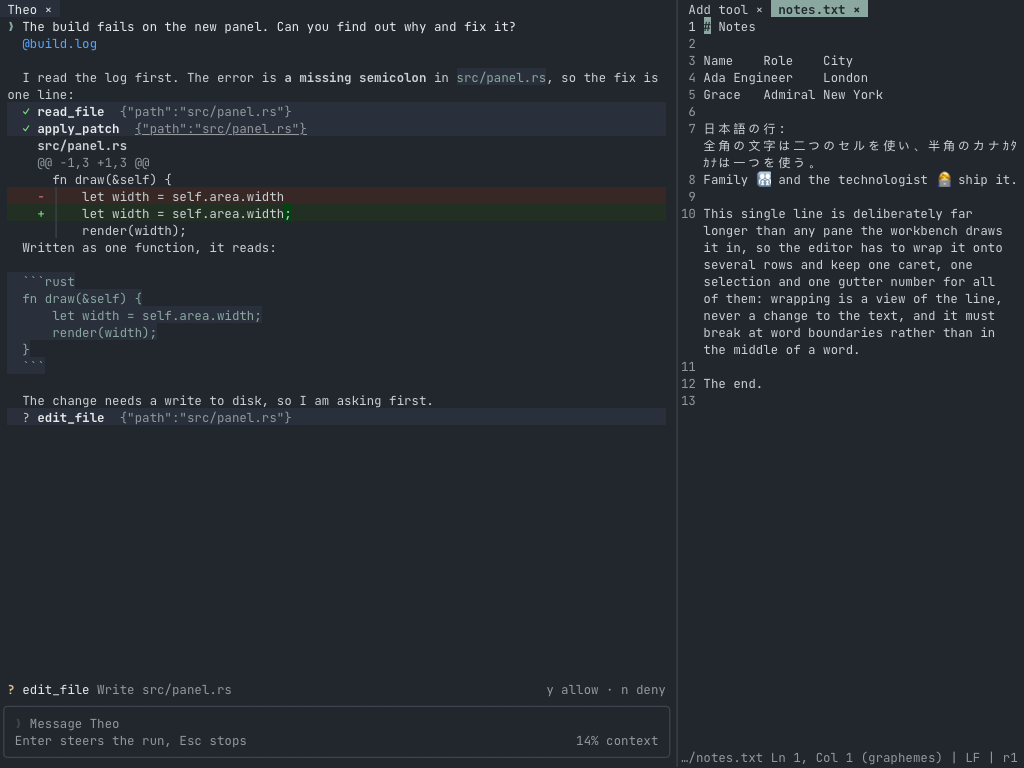 Theo ×
❯ The build fails on the new panel. Can you find out why and fix it?
@build.log
I read the log first. The error is a missing semicolon in src/panel.rs, so the fix is
one line:
✓ read_file {"path":"src/panel.rs"}
✓ apply_patch {"path":"src/panel.rs"}
src/panel.rs
@@ -1,3 +1,3 @@
fn draw(&self) {
- let width = self.area.width
+ let width = self.area.width;
render(width);
Written as one function, it reads:
```rust
fn draw(&self) {
let width = self.area.width;
render(width);
}
```
The change needs a write to disk, so I am asking first.
? edit_file {"path":"src/panel.rs"}
? edit_file Write src/panel.rs y allow · n deny
❯ Message Theo
Enter steers the run, Esc stops 14% context
Add tool × notes.txt ×
1 # Notes
2
3 Name Role City
4 Ada Engineer London
5 Grace Admiral New York
6
7 日本語の行:
全角の文字は二つのセルを使い、半角のカナｶﾀ
ｶﾅは一つを使う。
8 Family and the technologist ship it.
9
10 This single line is deliberately far
longer than any pane the workbench draws
it in, so the editor has to wrap it onto
several rows and keep one caret, one
selection and one gutter number for all
of them: wrapping is a view of the line,
never a change to the text, and it must
break at word boundaries rather than in
the middle of a word.
11
12 The end.
13
…/notes.txt Ln 1, Col 1 (graphemes) | LF | r1